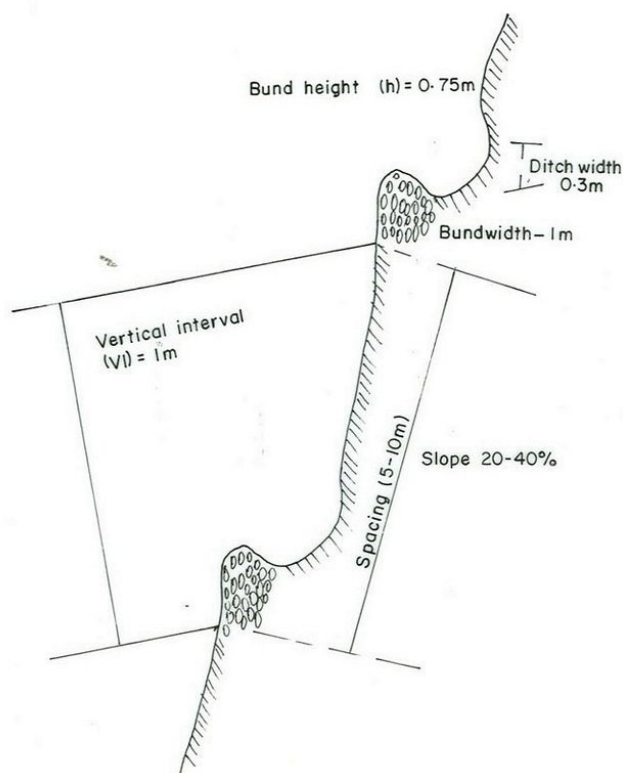 Bund height (h) = 0·75m
Ditch width
0·3m
Bundwidth – 1m
Vertical interval
(VI) = 1m
Spacing (5-10m)
Slope 20-40%